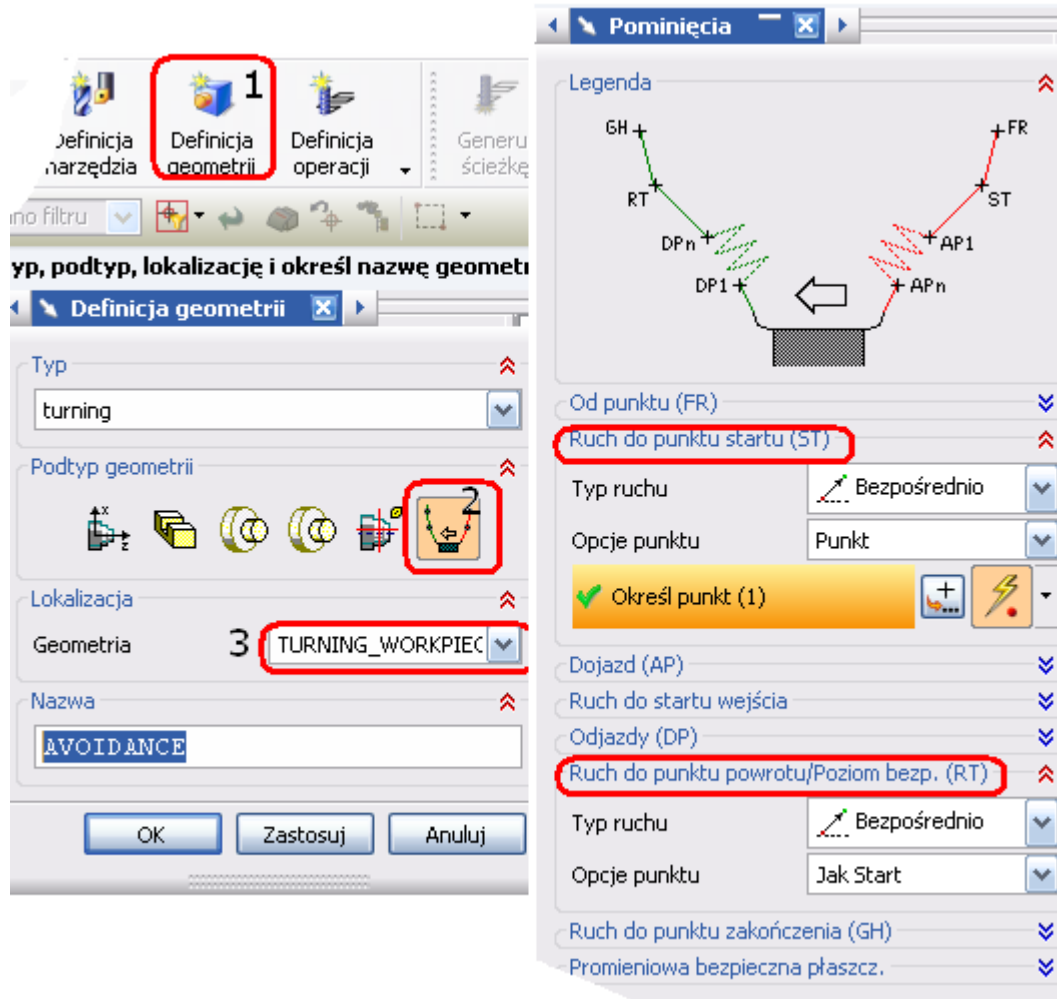 1
Definicja
narzędzia
Definicja
geometrii
Definicja
operacji
Generu
ścieżkę
no filtru
yp, podtyp, lokalizację i określ nazwę geometr
Definicja geometrii
Typ
turning
Podtyp geometrii
2
Lokalizacja
Geometria
3
TURNING_WORKPIEC
Nazwa
AVOIDANCE
OK
Zastosuj
Anuluj
Pominięcia
Legenda
GH
FR
RT
ST
DPn
AP1
DP1
APn
Od punktu (FR)
Ruch do punktu startu (ST)
Typ ruchu
Bezpośrednio
Opcje punktu
Punkt
Określ punkt (1)
Dojazd (AP)
Ruch do startu wejścia
Odjazdy (DP)
Ruch do punktu powrotu/Poziom bezp. (RT)
Typ ruchu
Bezpośrednio
Opcje punktu
Jak Start
Ruch do punktu zakończenia (GH)
Promieniowa bezpieczna płaszcz.